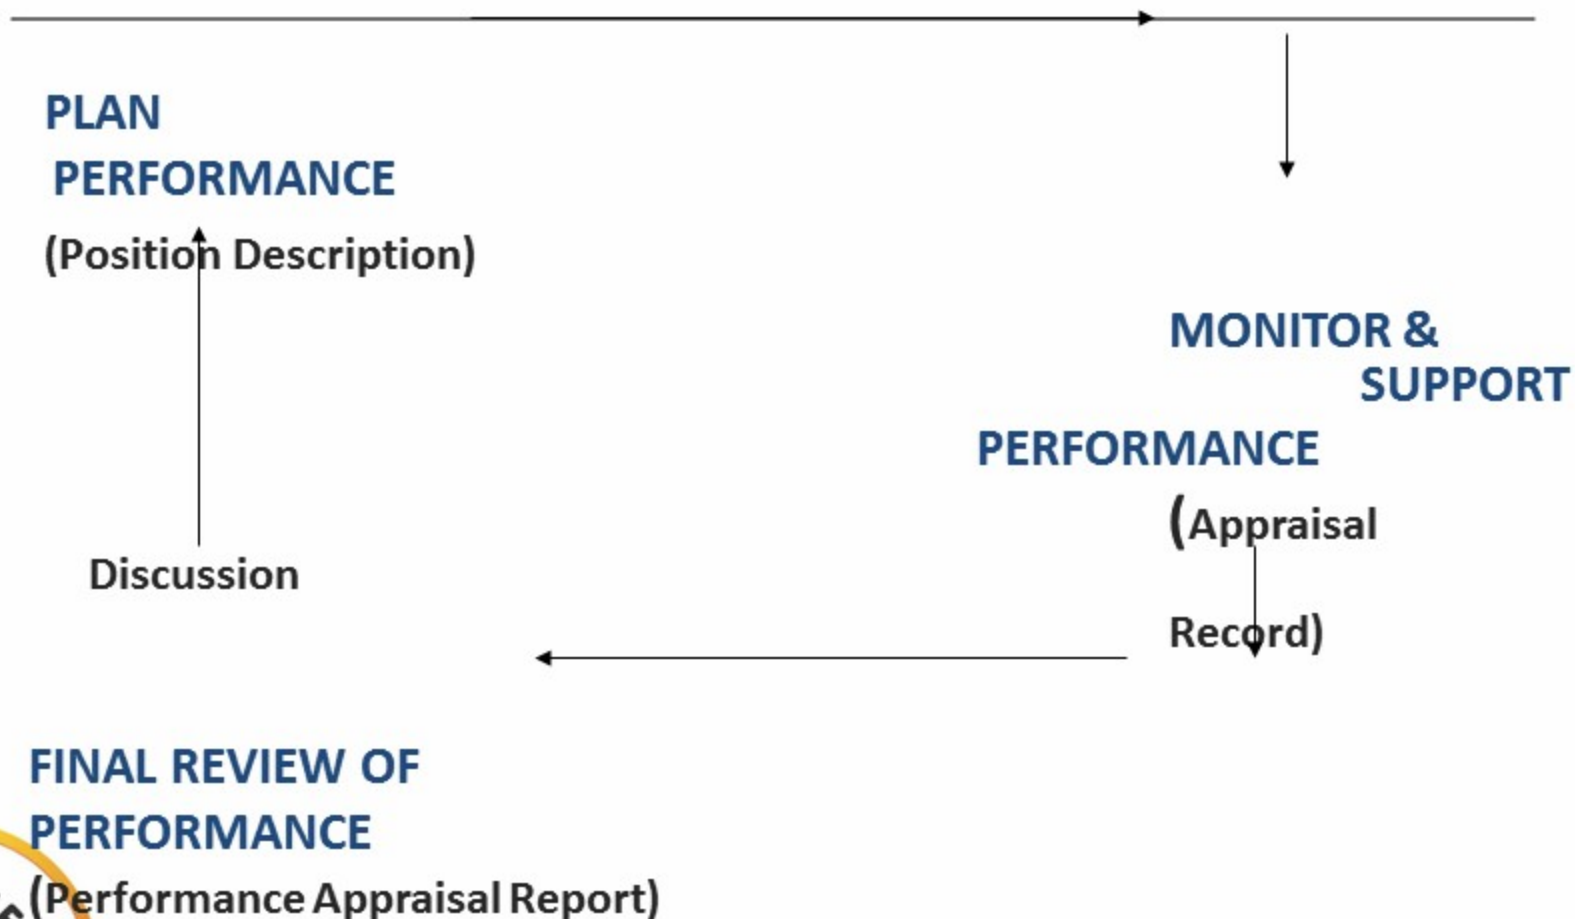 PLAN
PERFORMANCE
(Position Description)
MONITOR &
SUPPORT
PERFORMANCE
(Appraisal
Record)
Discussion
FINAL REVIEW OF
PERFORMANCE
(Performance Appraisal Report)